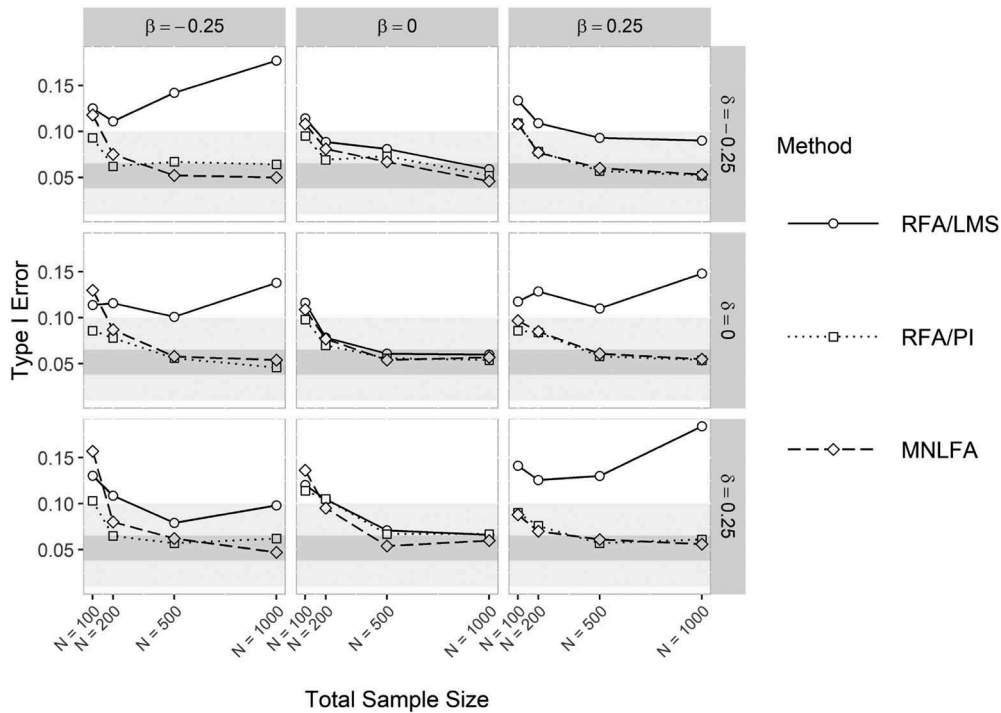 β = − 0.25
β = 0
β = 0.25
0.15
0.10
0.05
δ = − 0.25
0.15
0.10
0.05
δ = 0
0.15
0.10
0.05
δ = 0.25
Type I Error
N = 100
N = 200
N = 500
N = 1000
N = 100
N = 200
N = 500
N = 1000
N = 100
N = 200
N = 500
N = 1000
Total Sample Size
Method
RFA/LMS
RFA/PI
MNLFA